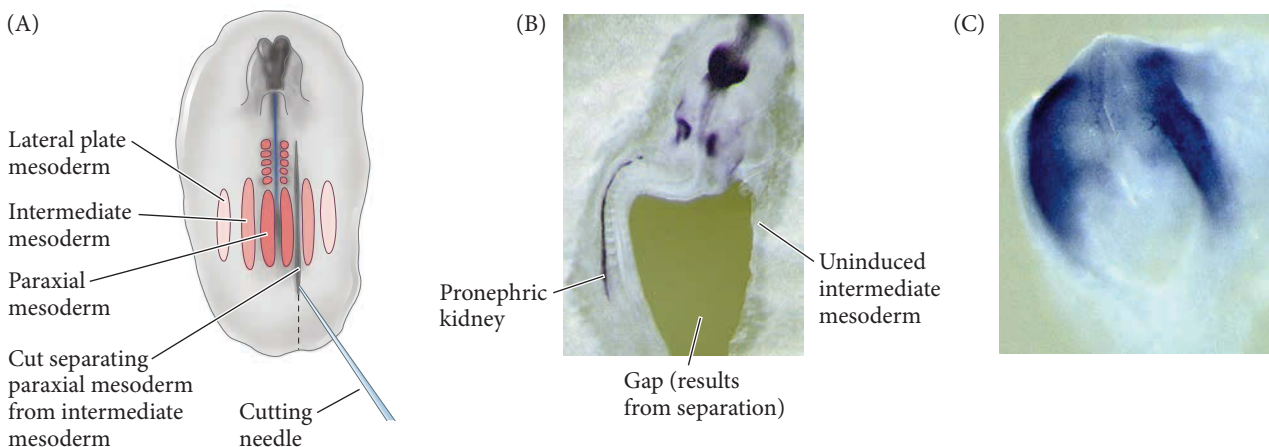 (A)
Lateral plate
mesoderm
Intermediate
mesoderm
Paraxial
mesoderm
Cut separating
paraxial mesoderm
from intermediate
mesoderm
Cutting
needle
(B)
Pronephric
kidney
Gap (results
from separation)
Uninduced
intermediate
mesoderm
(C)